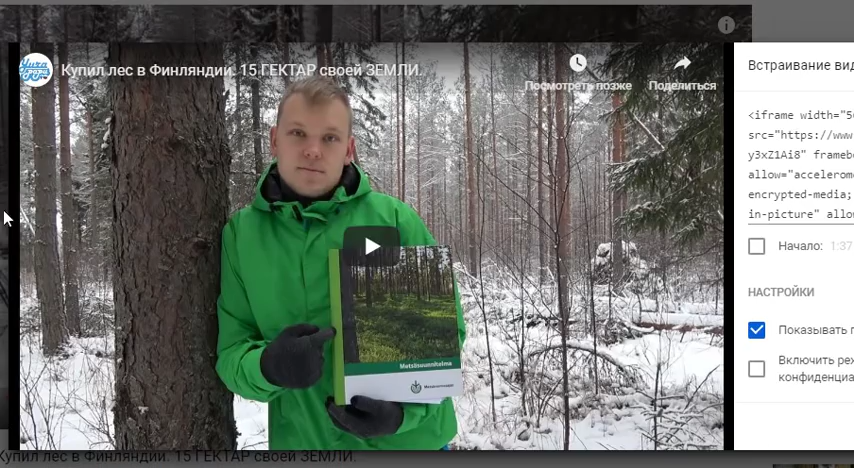 Купил лес в Финляндии. 15 ГЕКТАР своей ЗЕМЛИ.
Посмотреть позже
Поделиться
Metsäsuunnitelma
Встраивание вид
<iframe width="5
src="https://www
y3xZ1Ai8" framebo
allow="accelerome
encrypted-media;
in-picture" allow
Начало: 1:37
НАСТРОЙКИ
Показывать п
Включить реж
конфиденциа
Купил лес в Финляндии. 15 ГЕКТАР своей ЗЕМЛИ.